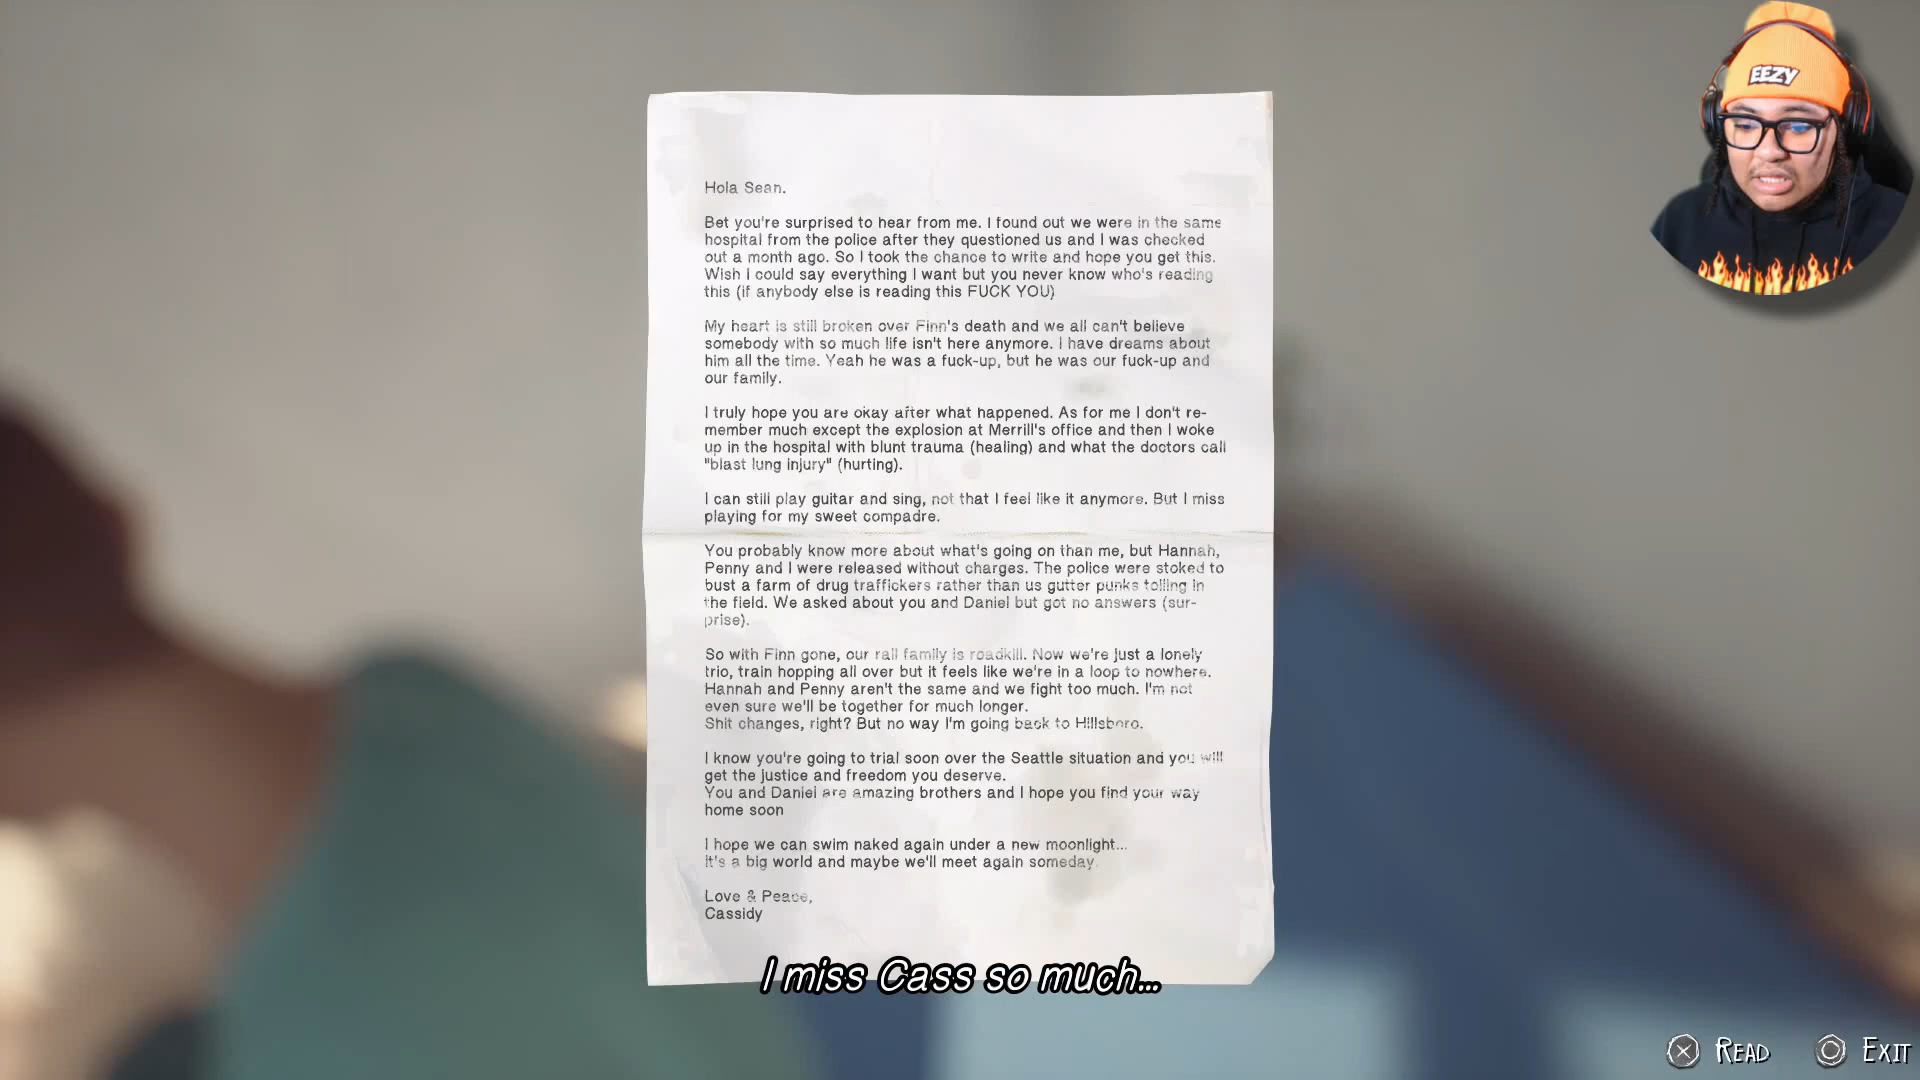 EEZY
Hola Sean.
Bet you're surprised to hear from me. I found out we were in the same
hospital from the police after they questioned us and I was checked
out a month ago. So I took the chance to write and hope you get this.
Wish I could say everything I want but you never know who's reading
this (if anybody else is reading this FUCK YOU)
My heart is still broken over Finn's death and we all can't believe
somebody with so much life isn't here anymore. I have dreams about
him all the time. Yeah he was a fuck-up, but he was our fuck-up and
our family.
I truly hope you are okay after what happened. As for me I don't re-
member much except the explosion at Merrill's office and then I woke
up in the hospital with blunt trauma (healing) and what the doctors call
"blast lung injury" (hurting).
I can still play guitar and sing, not that I feel like it anymore. But I miss
playing for my sweet compadre.
You probably know more about what's going on than me, but Hannah,
Penny and I were released without charges. The police were stoked to
bust a farm of drug traffickers rather than us gutter punks toiling in
the field. We asked about you and Daniel but got no answers (sur-
prise).
So with Finn gone, our rail family is roadkill. Now we're just a lonely
trio, train hopping all over but it feels like we're in a loop to nowhere.
Hannah and Penny aren't the same and we fight too much. I'm not
even sure we'll be together for much longer.
Shit changes, right? But no way I'm going back to Hillsboro.
I know you're going to trial soon over the Seattle situation and you will
get the justice and freedom you deserve.
You and Daniel are amazing brothers and I hope you find your way
home soon
I hope we can swim naked again under a new moonlight...
It's a big world and maybe we'll meet again someday.
Love & Peace,
Cassidy
I miss Cass so much...
READ
EXIT